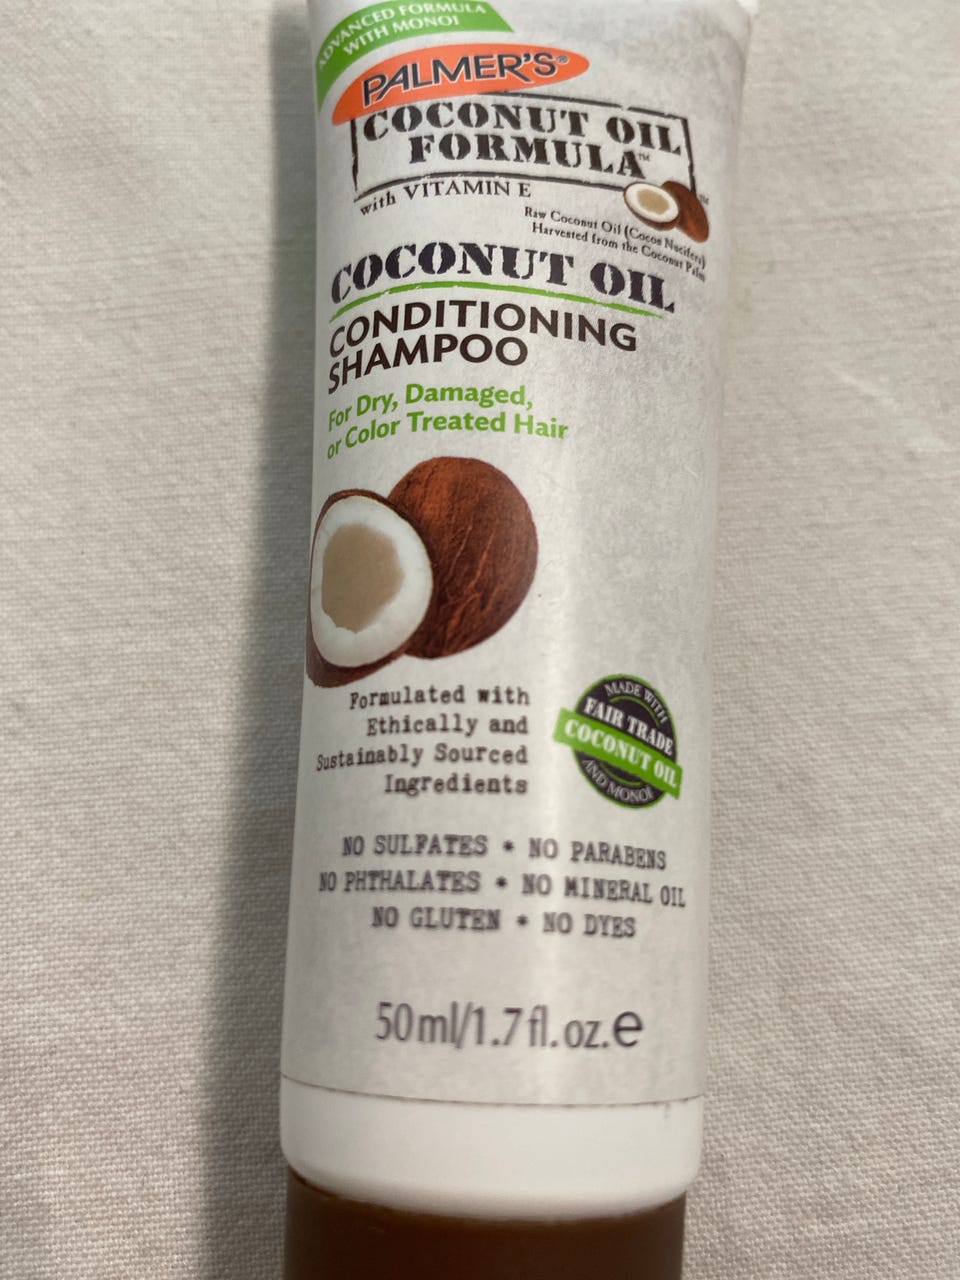 ADVANCED FORMULA
WITH MONOI
PALMER'S®
COCONUT OIL
FORMULA™
with VITAMIN E
™
Raw Coconut Oil (Cocos Nucifera)
Harvested from the Coconut Palm
COCONUT OIL
CONDITIONING
SHAMPOO
For Dry, Damaged,
or Color Treated Hair
Formulated with
Ethically and
Sustainably Sourced
Ingredients
MADE WITH
FAIR TRADE
COCONUT OIL
AND MONOÏ
NO SULFATES * NO PARABENS
NO PHTHALATES * NO MINERAL OIL
NO GLUTEN * NO DYES
50ml/1.7fl.oz.e